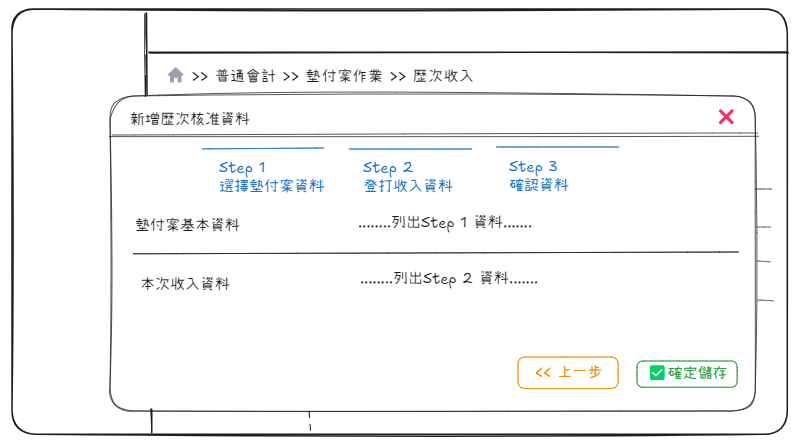 >> 普通會計 >> 墊付案作業 >> 歷次收入
新增歷次核准資料
Step 1
選擇墊付案資料
Step 2
登打收入資料
Step 3
確認資料
墊付案基本資料
........列出Step 1 資料.......
本次收入資料
........列出Step 2 資料.......
<< 上一步
確定儲存